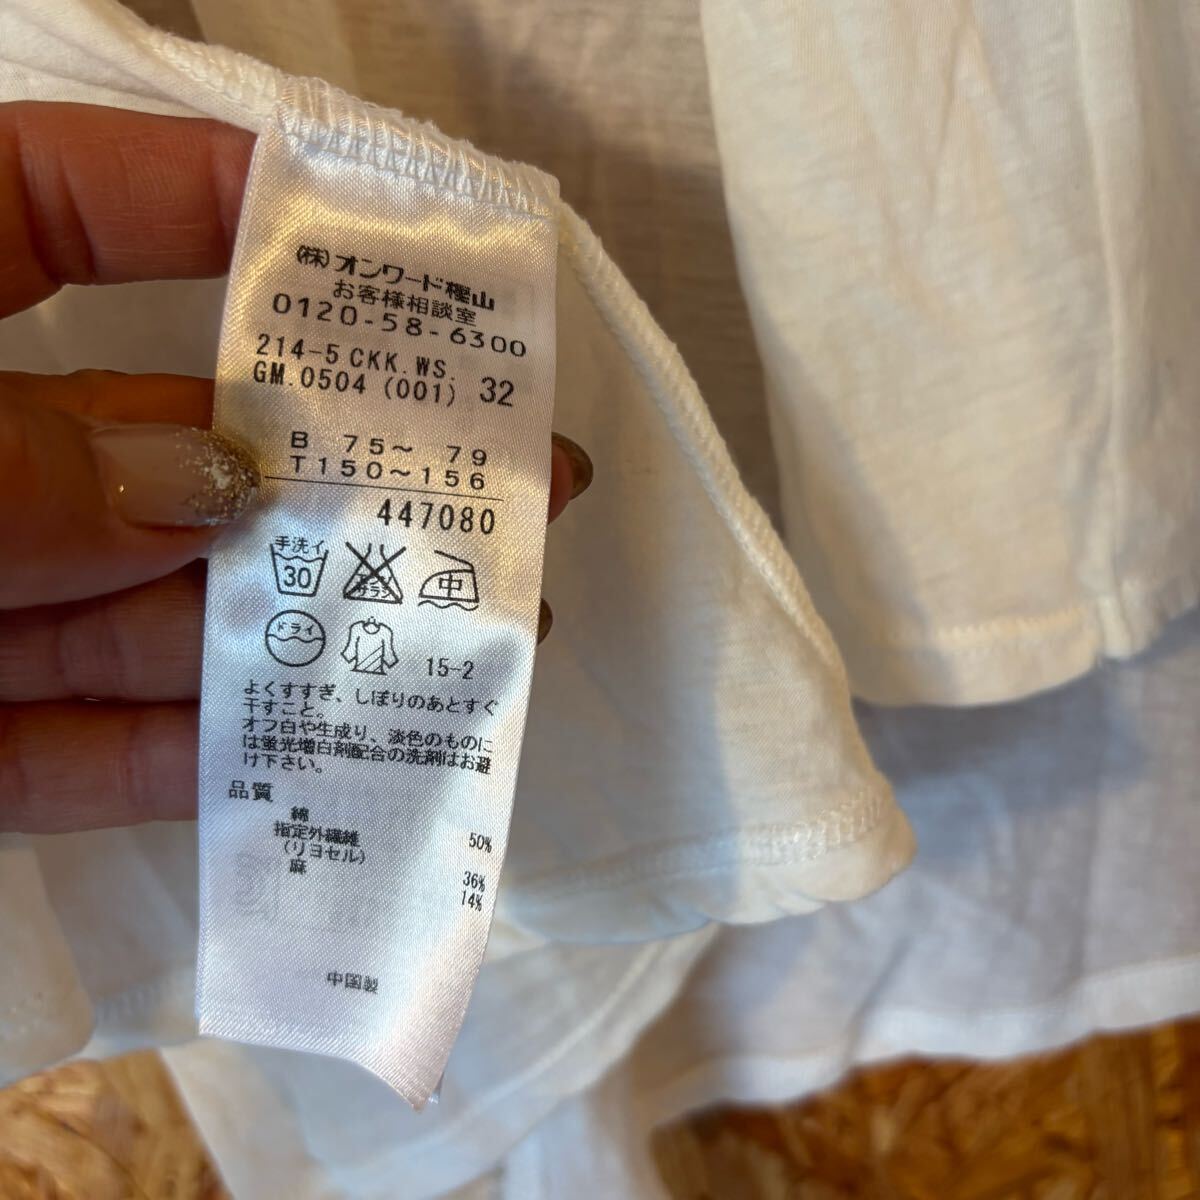 (株)オンワード樫山
お客様相談室
0120-58-6300
214-5 CKK.WS.
GM.0504 (001) 32
B 75～ 79
T150～156
447080
手洗イ
30
中
ドライ
15-2
よくすすぎ、しぼりのあとすぐ
干すこと。
オフ白や生成り、淡色のものに
は蛍光増白剤配合の洗剤はお避
け下さい。
品質
綿 50%
指定外繊維
(リヨセル) 36%
麻 14%
中国製